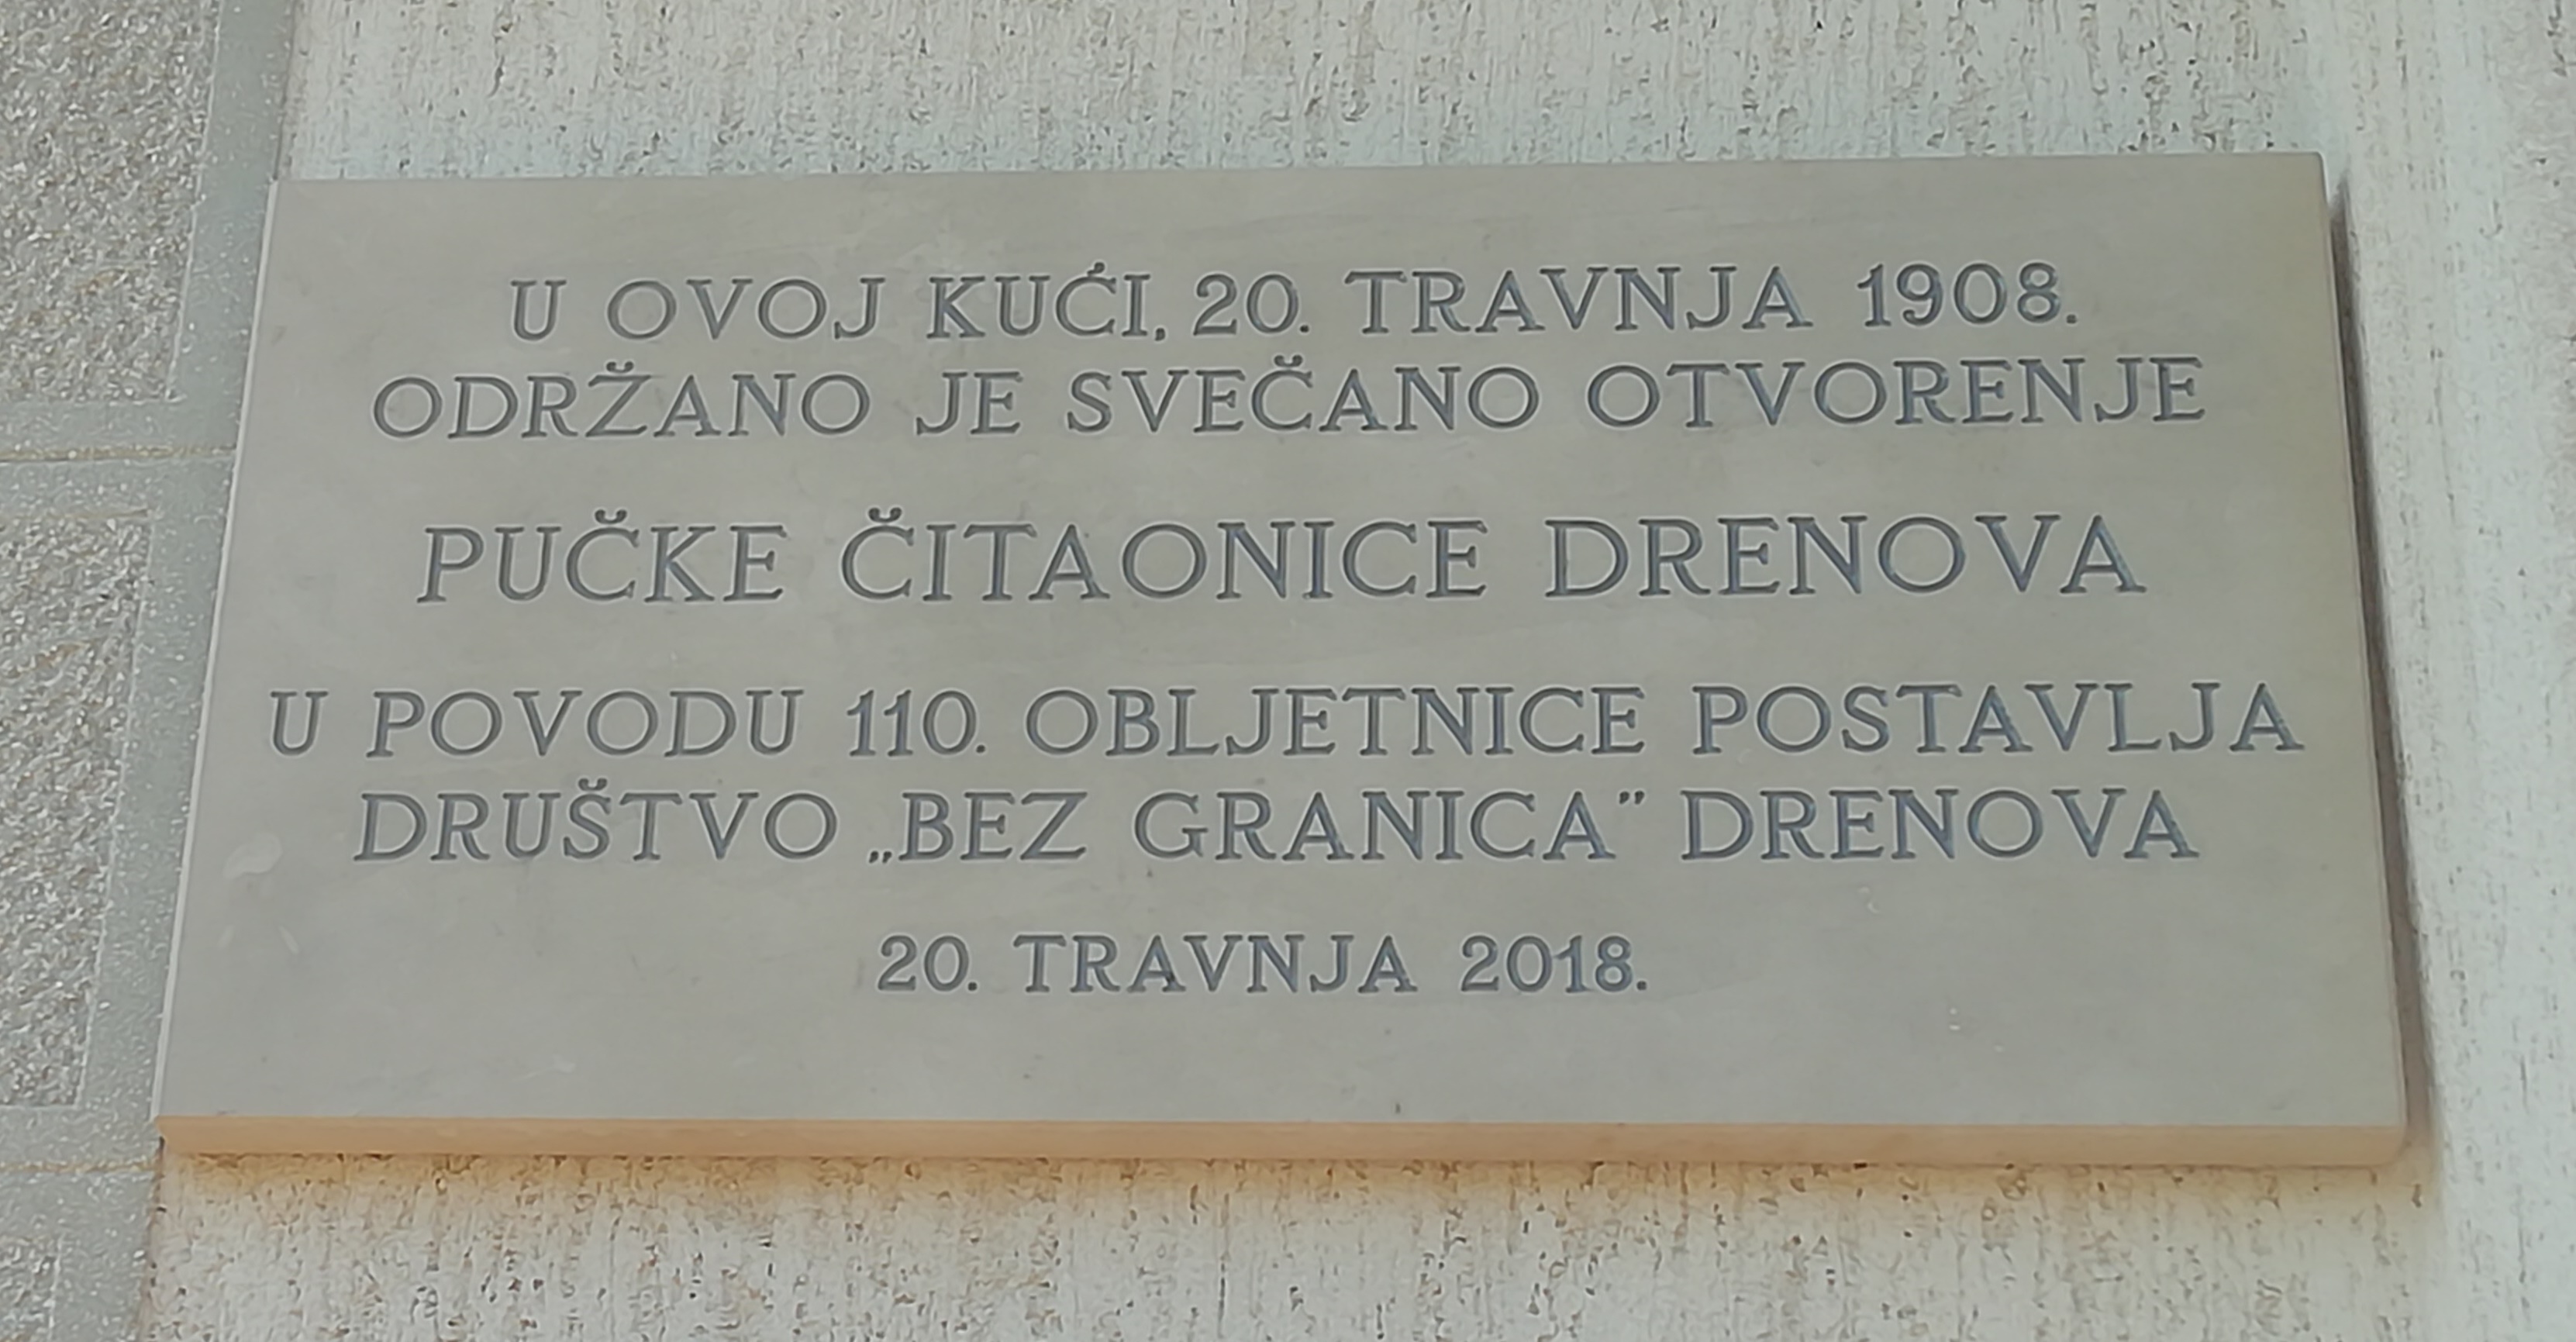 U OVOJ KUĆI, 20. TRAVNJA 1908.
ODRŽANO JE SVEČANO OTVORENJE
PUČKE ČITAONICE DRENOVA
U POVODU 110. OBLJETNICE POSTAVLJA
DRUŠTVO „BEZ GRANICA” DRENOVA
20. TRAVNJA 2018.